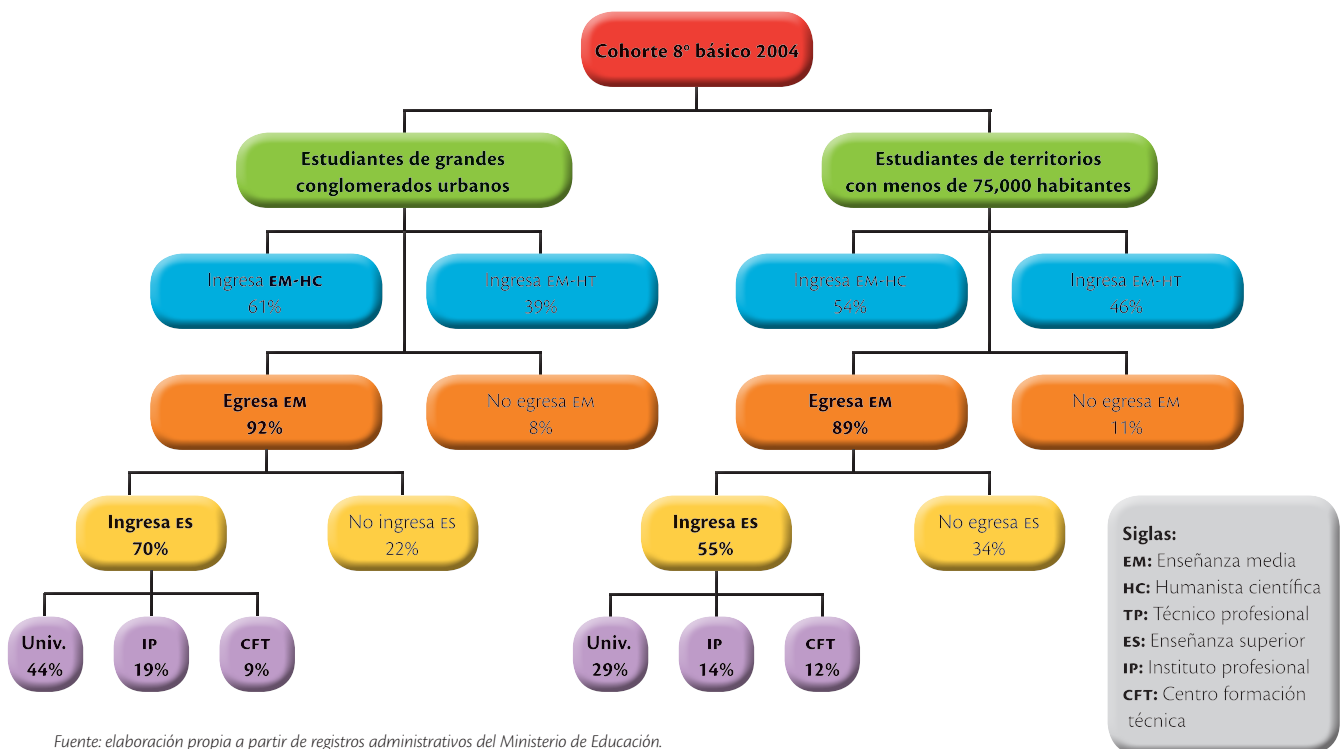 Cohorte 8º básico 2004
Estudiantes de grandes
conglomerados urbanos
Estudiantes de territorios
con menos de 75,000 habitantes
Ingresa EM-HC
61%
Ingresa EM-HT
39%
Ingresa EM-HC
54%
Ingresa EM-HT
46%
Egresa EM
92%
No egresa EM
8%
Egresa EM
89%
No egresa EM
11%
Ingresa ES
70%
No ingresa ES
22%
Ingresa ES
55%
No egresa ES
34%
Univ.
44%
IP
19%
CFT
9%
Univ.
29%
IP
14%
CFT
12%
Siglas:
EM: Enseñanza media
HC: Humanista científica
TP: Técnico profesional
ES: Enseñanza superior
IP: Instituto profesional
CFT: Centro formación
técnica
Fuente: elaboración propia a partir de registros administrativos del Ministerio de Educación.